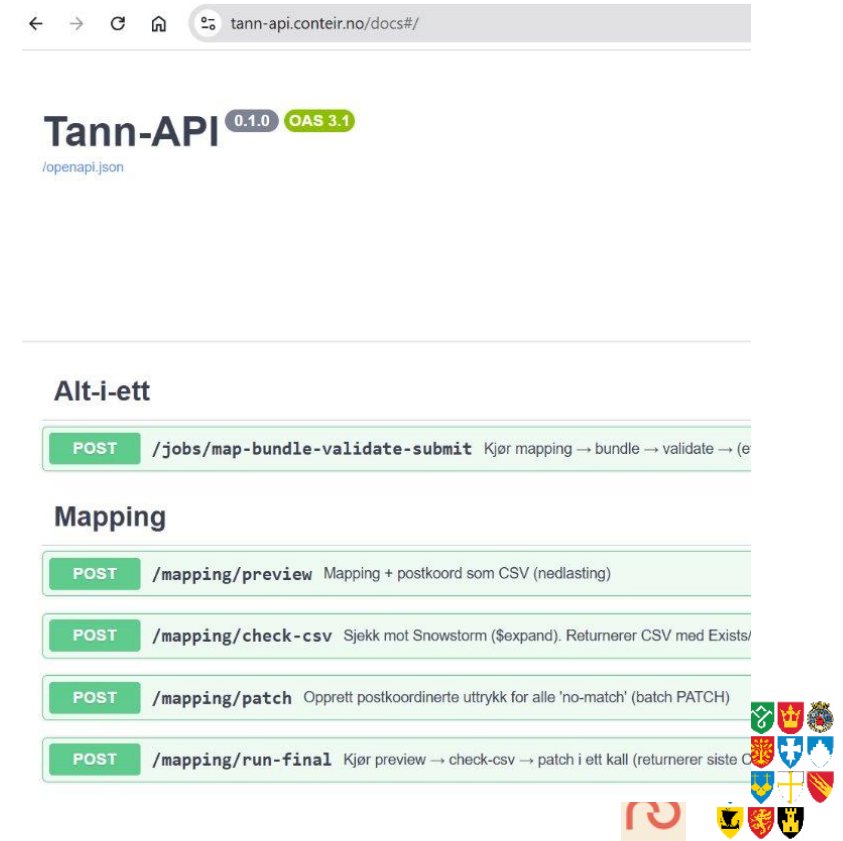 tann-api.conteir.no/docs#/
Tann-API 0.1.0 OAS 3.1
/openapi.json
Alt-i-ett
POST /jobs/map-bundle-validate-submit Kjør mapping → bundle → validate → (e
Mapping
POST /mapping/preview Mapping + postkoord som CSV (nedlasting)
POST /mapping/check-csv Sjekk mot Snowstorm ($expand). Returnerer CSV med Exists/
POST /mapping/patch Opprett postkoordinerte uttrykk for alle 'no-match' (batch PATCH)
POST /mapping/run-final Kjør preview → check-csv → patch i ett kall (returnerer siste